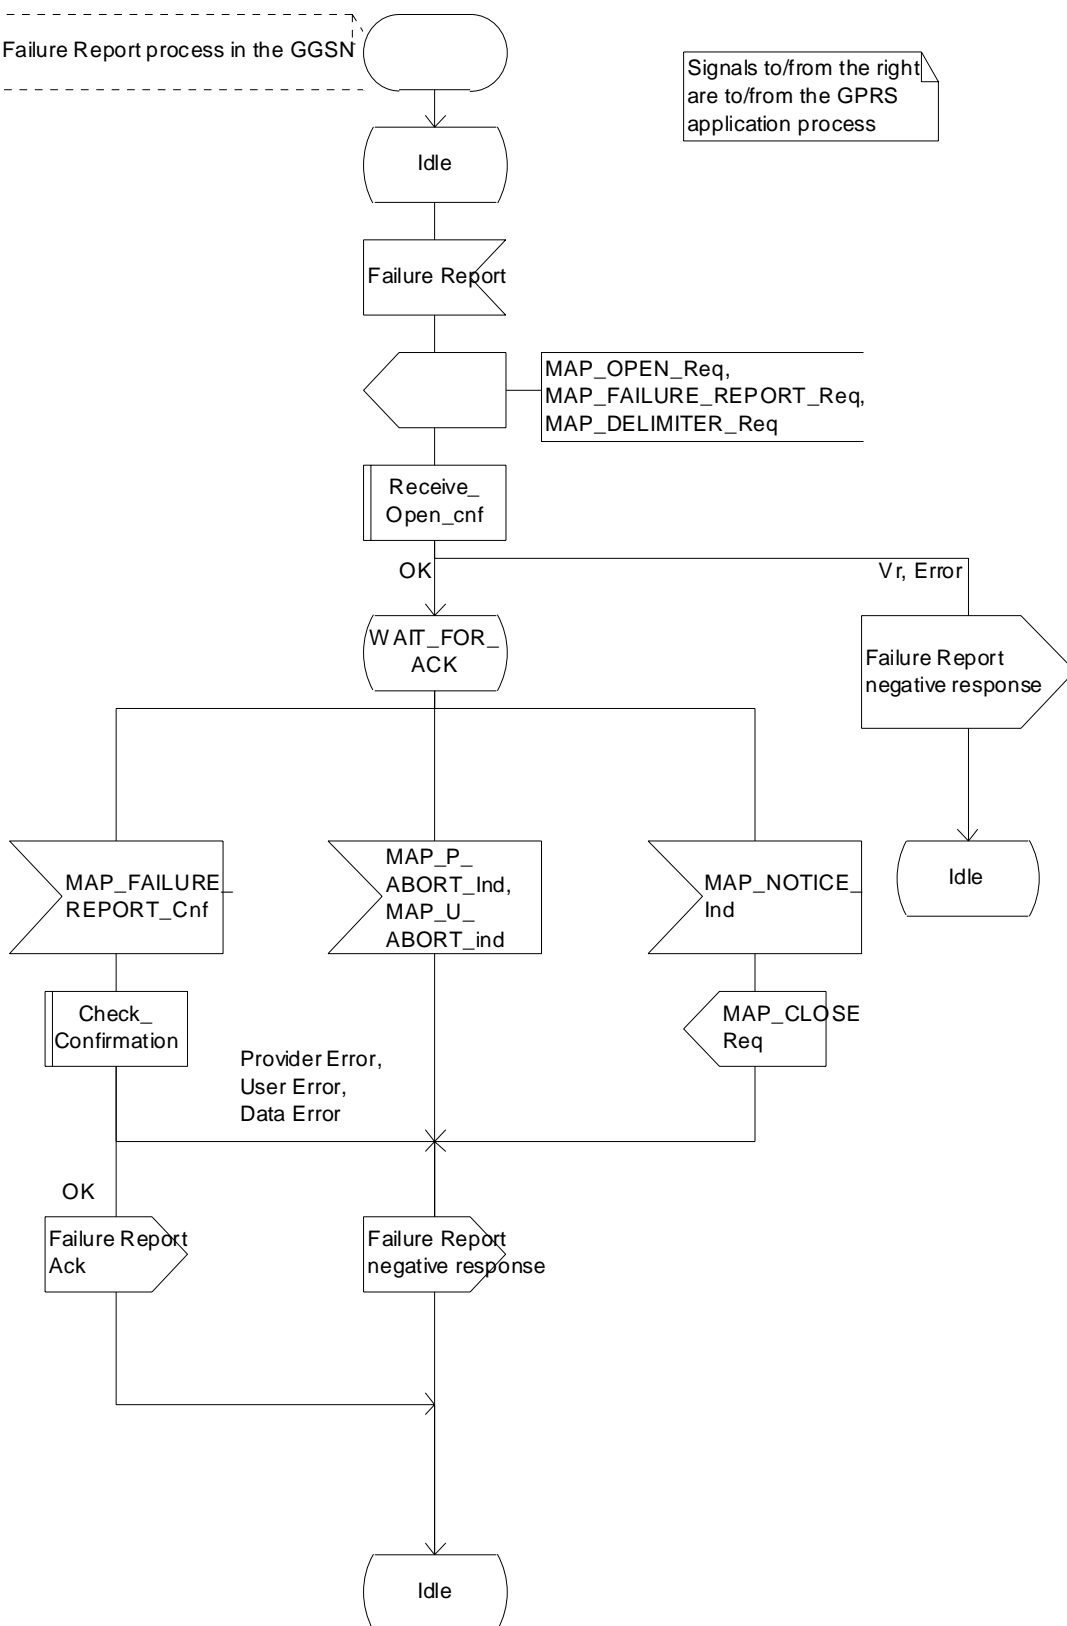 Failure Report process in the GGSN
Signals to/from the right
are to/from the GPRS
application process
Idle
Failure Report
MAP_OPEN_Req,
MAP_FAILURE_REPORT_Req,
MAP_DELIMITER_Req
Receive_
Open_cnf
OK
Vr, Error
WAIT_FOR_
ACK
Failure Report
negative response
MAP_FAILURE_
REPORT_Cnf
MAP_P_
ABORT_Ind,
MAP_U_
ABORT_ind
MAP_NOTICE_
Ind
Idle
Check_
Confirmation
MAP_CLOSE
Req
Provider Error,
User Error,
Data Error
OK
Failure Report
Ack
Failure Report
negative response
Idle